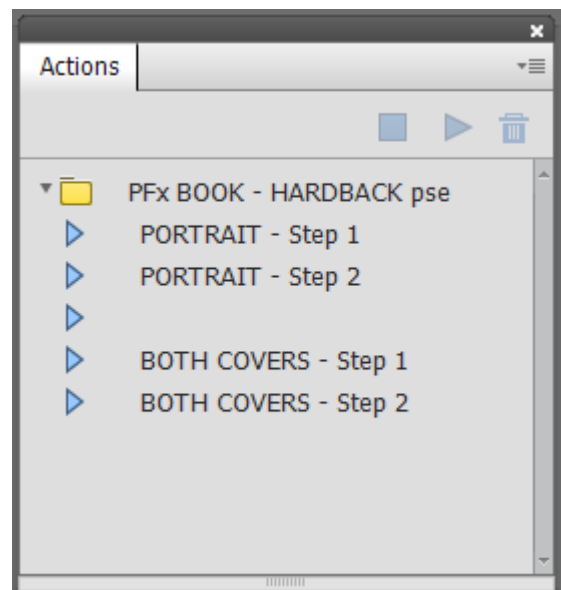 Actions
PFx BOOK - HARDBACK pse
PORTRAIT - Step 1
PORTRAIT - Step 2
BOTH COVERS - Step 1
BOTH COVERS - Step 2